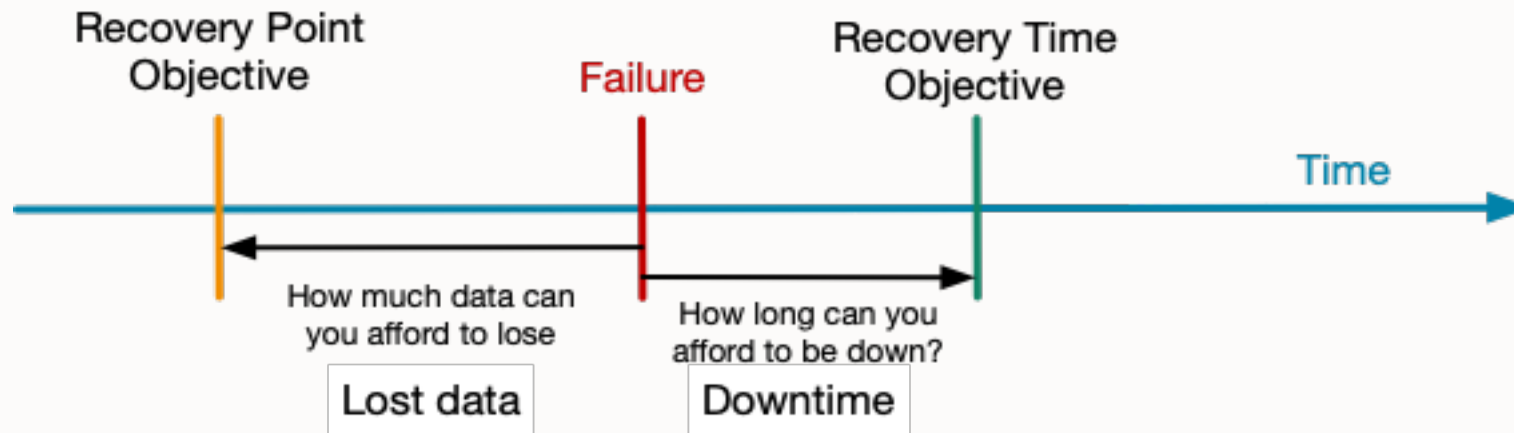 Recovery Point
Objective
Failure
Recovery Time
Objective
Time
How much data can
you afford to lose
How long can you
afford to be down?
Lost data
Downtime